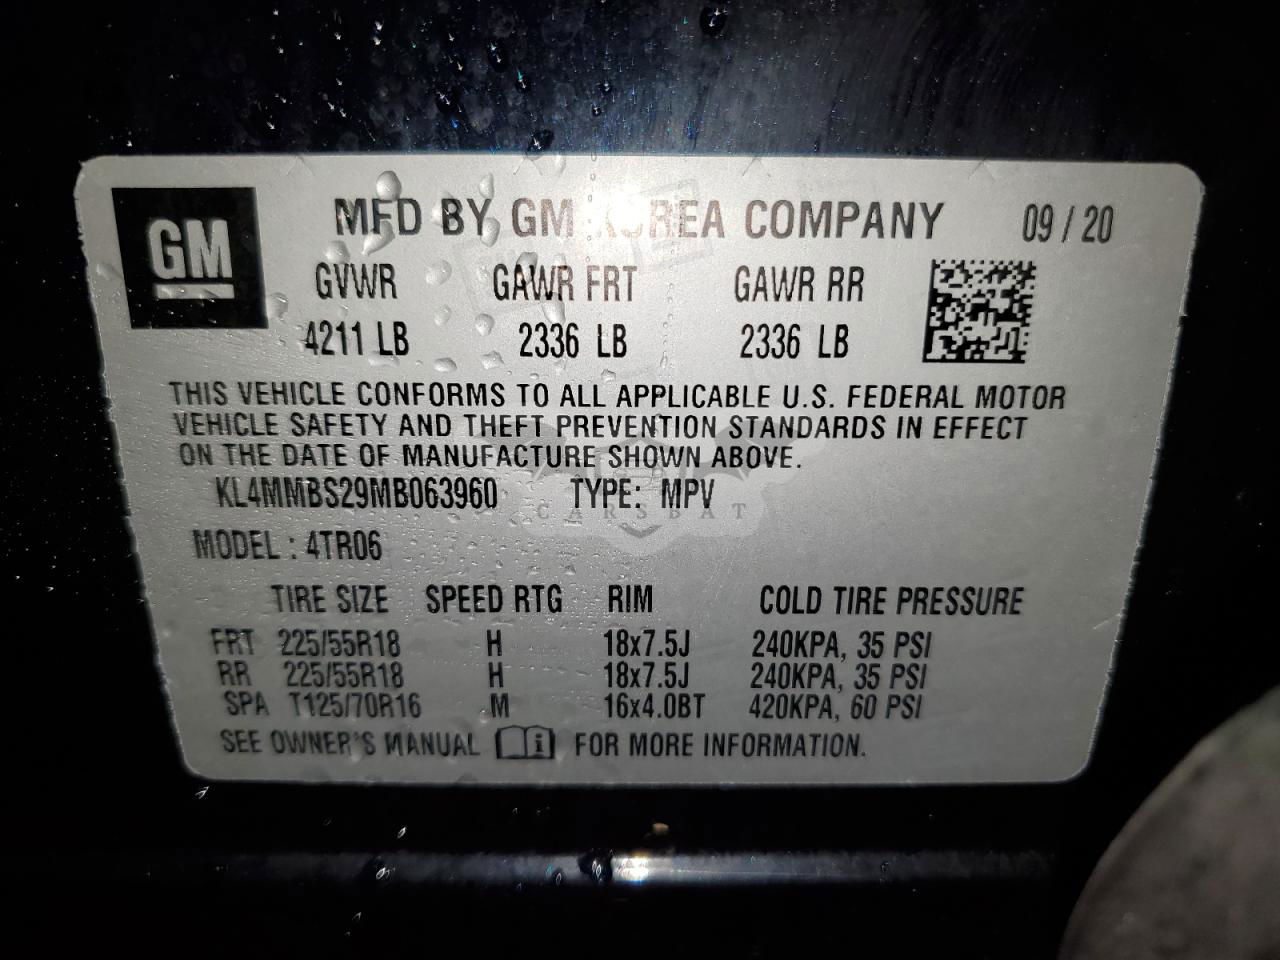 GM
MFD BY GM KOREA COMPANY 09 / 20
GVWR GAWR FRT GAWR RR
4211 LB 2336 LB 2336 LB
THIS VEHICLE CONFORMS TO ALL APPLICABLE U.S. FEDERAL MOTOR
VEHICLE SAFETY AND THEFT PREVENTION STANDARDS IN EFFECT
ON THE DATE OF MANUFACTURE SHOWN ABOVE.
KL4MMBS29MB063960 TYPE: MPV
CARSBAT
MODEL : 4TR06
TIRE SIZE SPEED RTG RIM COLD TIRE PRESSURE
FRT 225/55R18 H 18x7.5J 240KPA, 35 PSI
RR 225/55R18 H 18x7.5J 240KPA, 35 PSI
SPA T125/70R16 M 16x4.0BT 420KPA, 60 PSI
SEE OWNER'S MANUAL i FOR MORE INFORMATION.